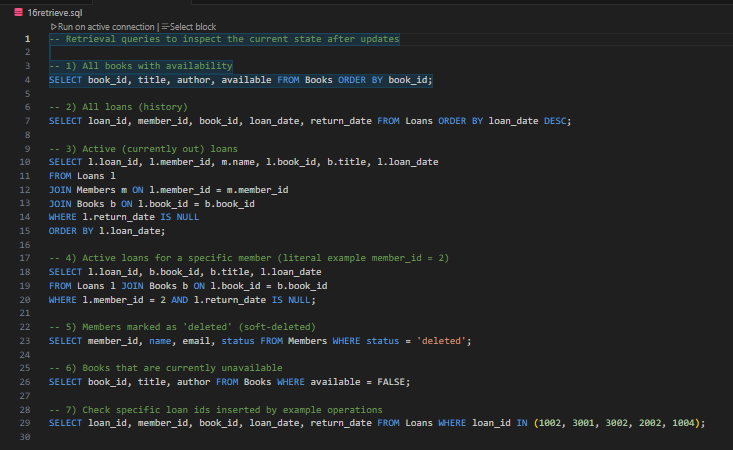 16retrieve.sql
Run on active connection | Select block
1 -- Retrieval queries to inspect the current state after updates
2
3 -- 1) All books with availability
4 SELECT book_id, title, author, available FROM Books ORDER BY book_id;
5
6 -- 2) All loans (history)
7 SELECT loan_id, member_id, book_id, loan_date, return_date FROM Loans ORDER BY loan_date DESC;
8
9 -- 3) Active (currently out) loans
10 SELECT l.loan_id, l.member_id, m.name, l.book_id, b.title, l.loan_date
11 FROM Loans l
12 JOIN Members m ON l.member_id = m.member_id
13 JOIN Books b ON l.book_id = b.book_id
14 WHERE l.return_date IS NULL
15 ORDER BY l.loan_date;
16
17 -- 4) Active loans for a specific member (literal example member_id = 2)
18 SELECT l.loan_id, b.book_id, b.title, l.loan_date
19 FROM Loans l JOIN Books b ON l.book_id = b.book_id
20 WHERE l.member_id = 2 AND l.return_date IS NULL;
21
22 -- 5) Members marked as 'deleted' (soft-deleted)
23 SELECT member_id, name, email, status FROM Members WHERE status = 'deleted';
24
25 -- 6) Books that are currently unavailable
26 SELECT book_id, title, author FROM Books WHERE available = FALSE;
27
28 -- 7) Check specific loan ids inserted by example operations
29 SELECT loan_id, member_id, book_id, loan_date, return_date FROM Loans WHERE loan_id IN (1002, 3001, 3002, 2002, 1004);
30